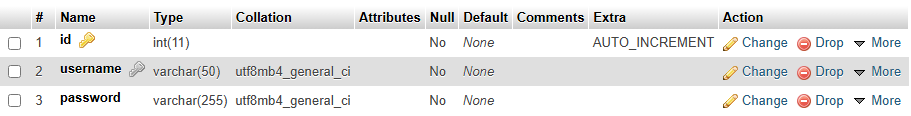 # Name Type Collation Attributes Null Default Comments Extra Action
1 id int(11) No None AUTO_INCREMENT Change Drop More
2 username varchar(50) utf8mb4_general_ci No None Change Drop More
3 password varchar(255) utf8mb4_general_ci No None Change Drop More